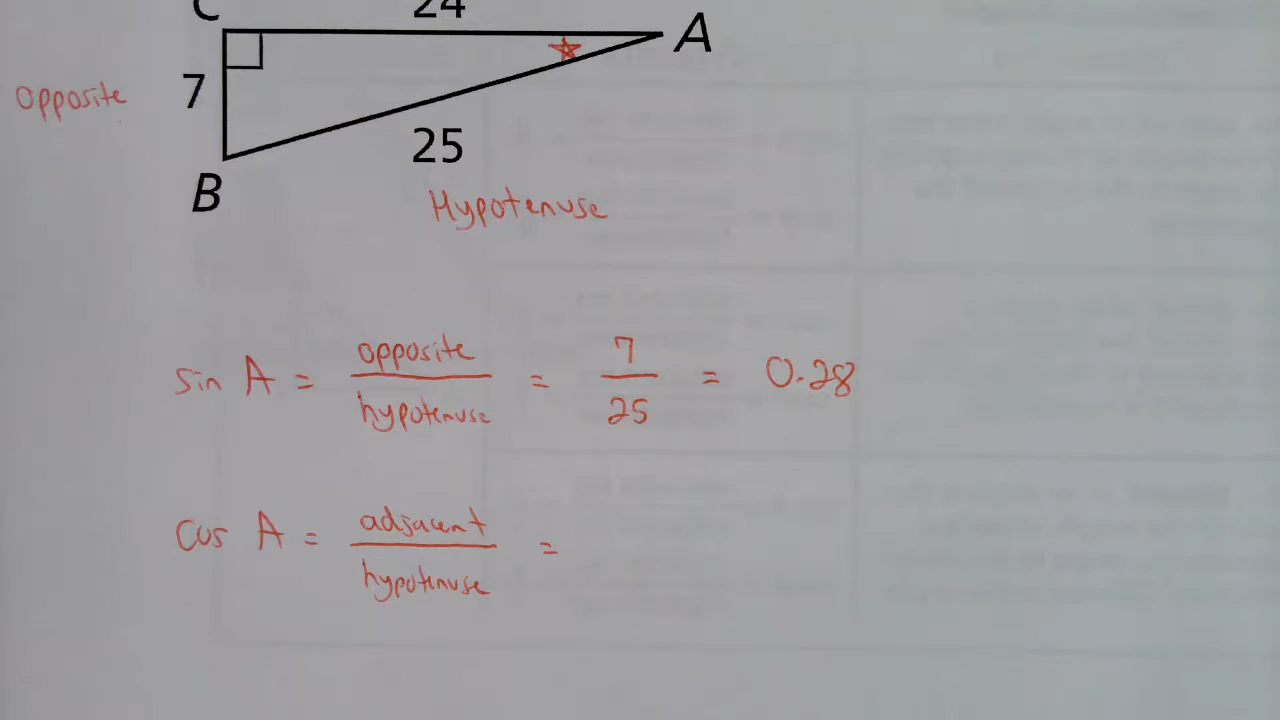 C 24 A
Opposite 7
25
B
Hypotenuse
sin A = opposite / hypotenuse = 7 / 25 = 0.28
cos A = adjacent / hypotenuse =